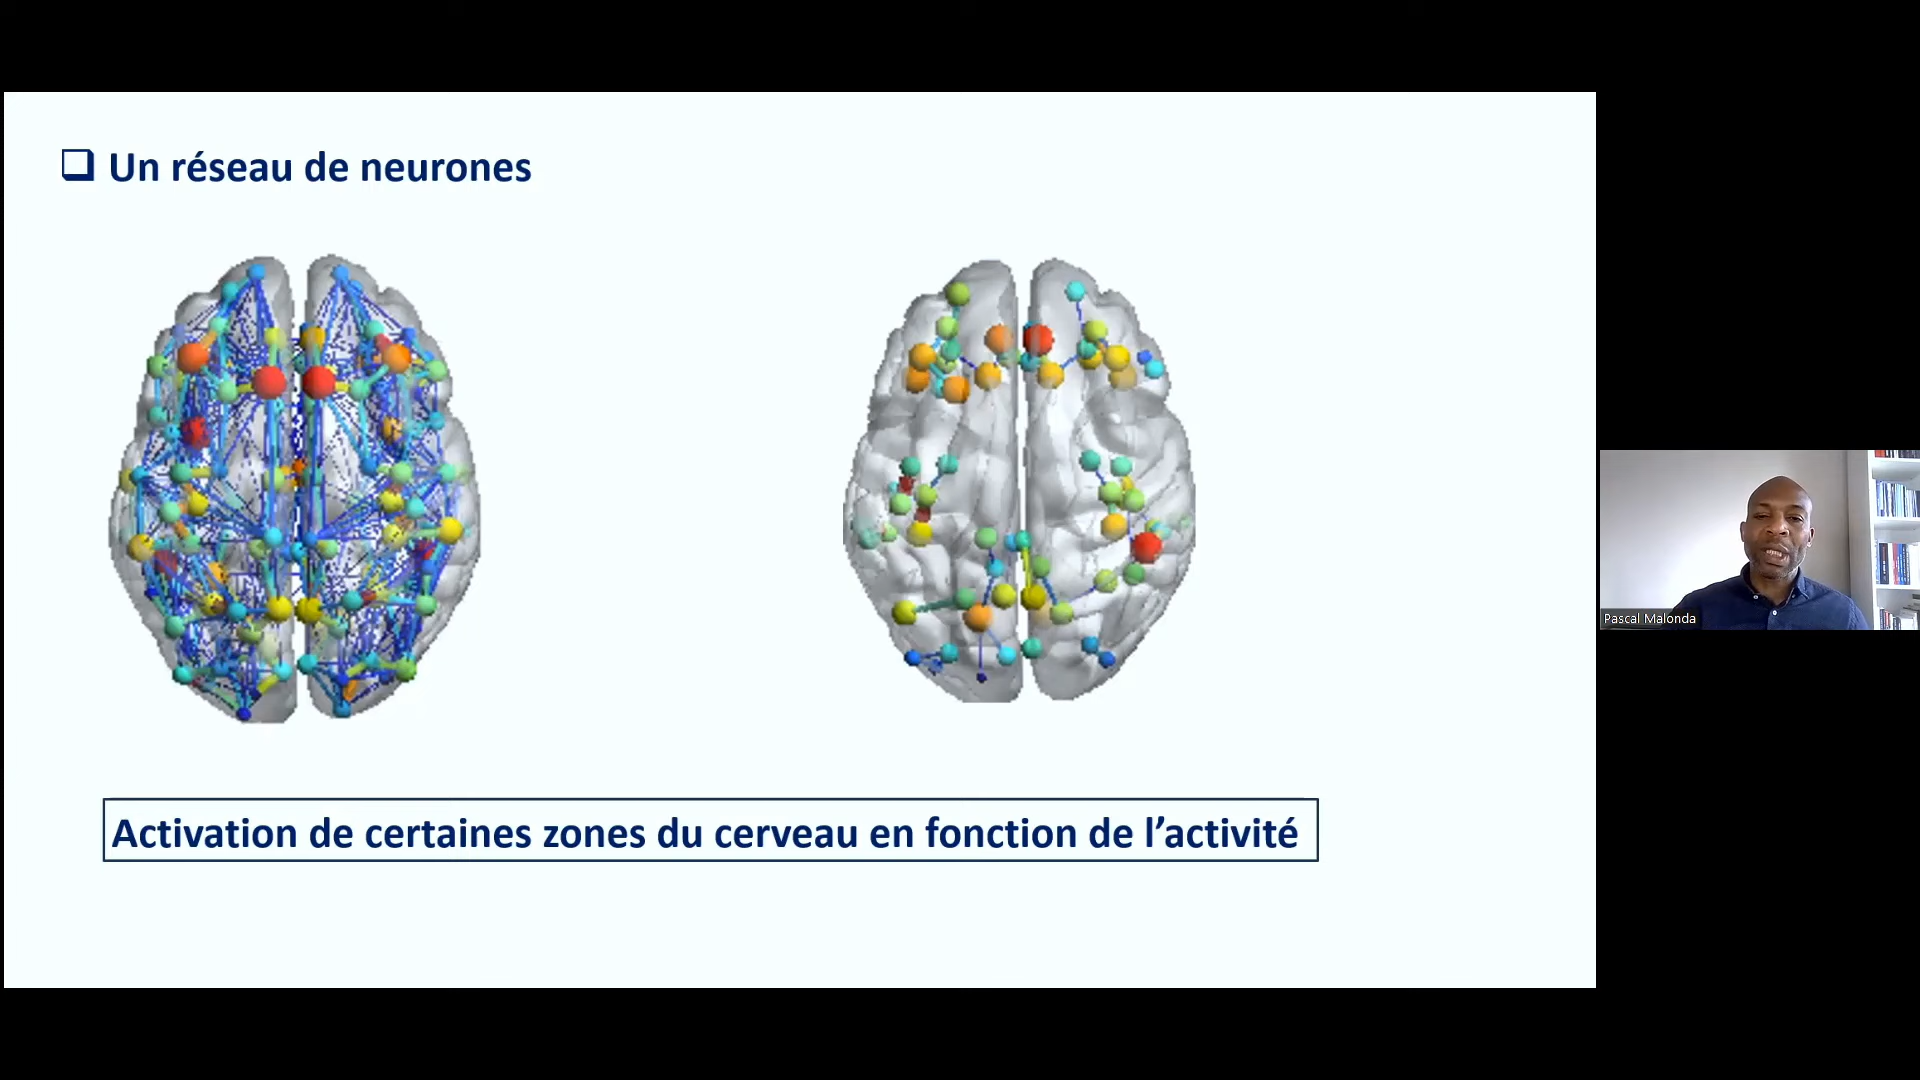 Un réseau de neurones
Activation de certaines zones du cerveau en fonction de l’activité
Pascal Malonda